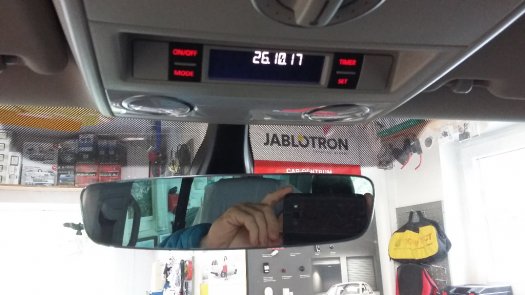 ON/OFF
26.10.17
TIMER
MODE
SET
JABLOTRON
CAR CENTRUM